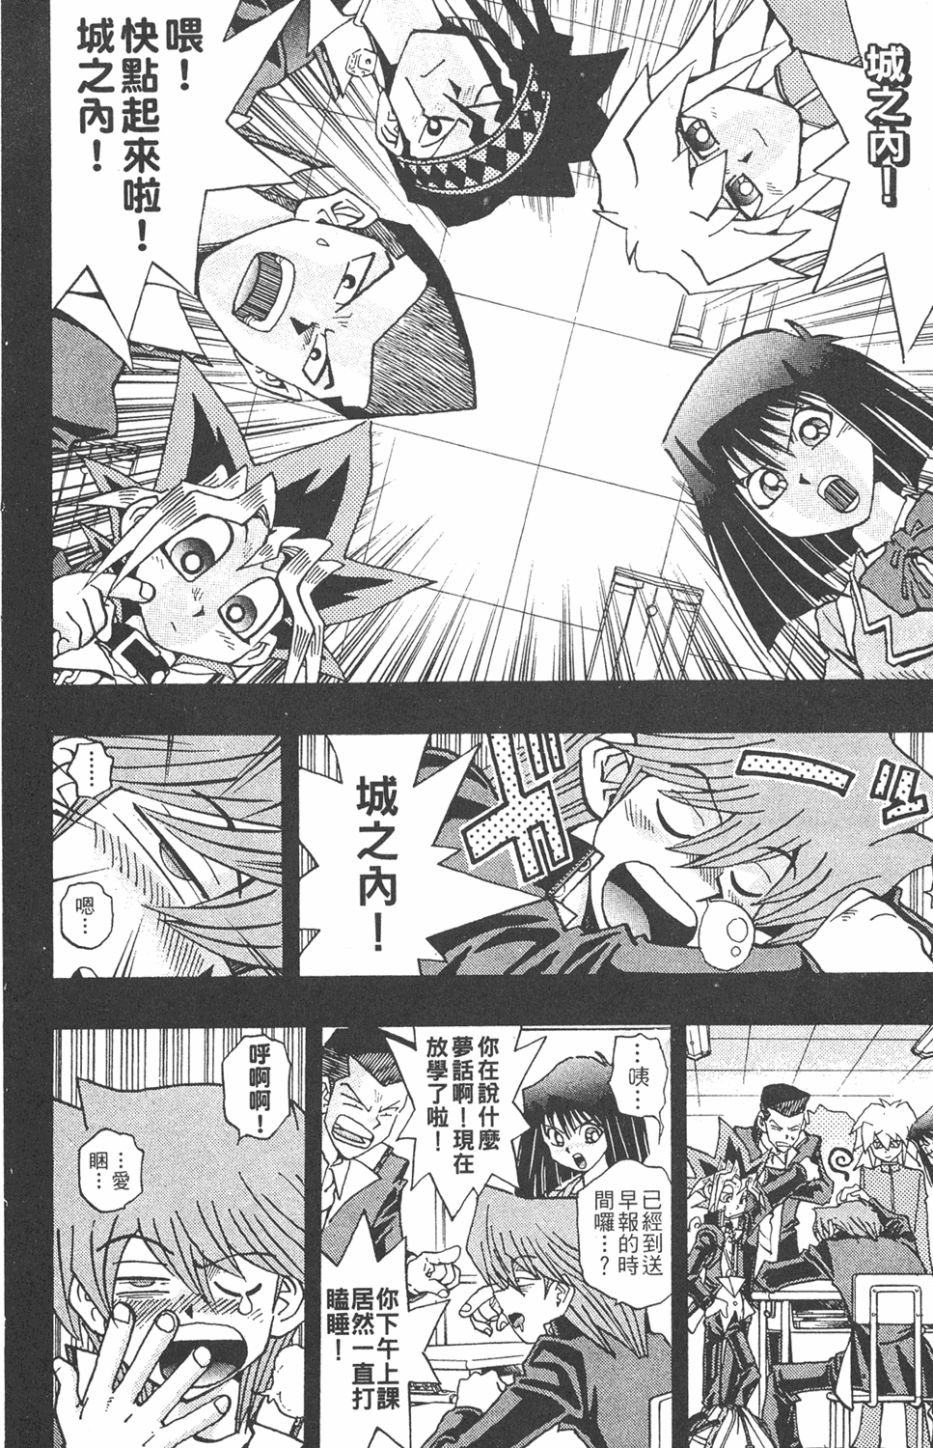 城之內！
喂！
快點起來啦！
城之內！
城之內！
……
嗯…
…咦…
已經到送
早報的時
間囉…？
你在說什麼
夢話啊！現在
放學了啦！
你下午上課
居然一直打
瞌睡！
呼啊啊！
…愛
睏…